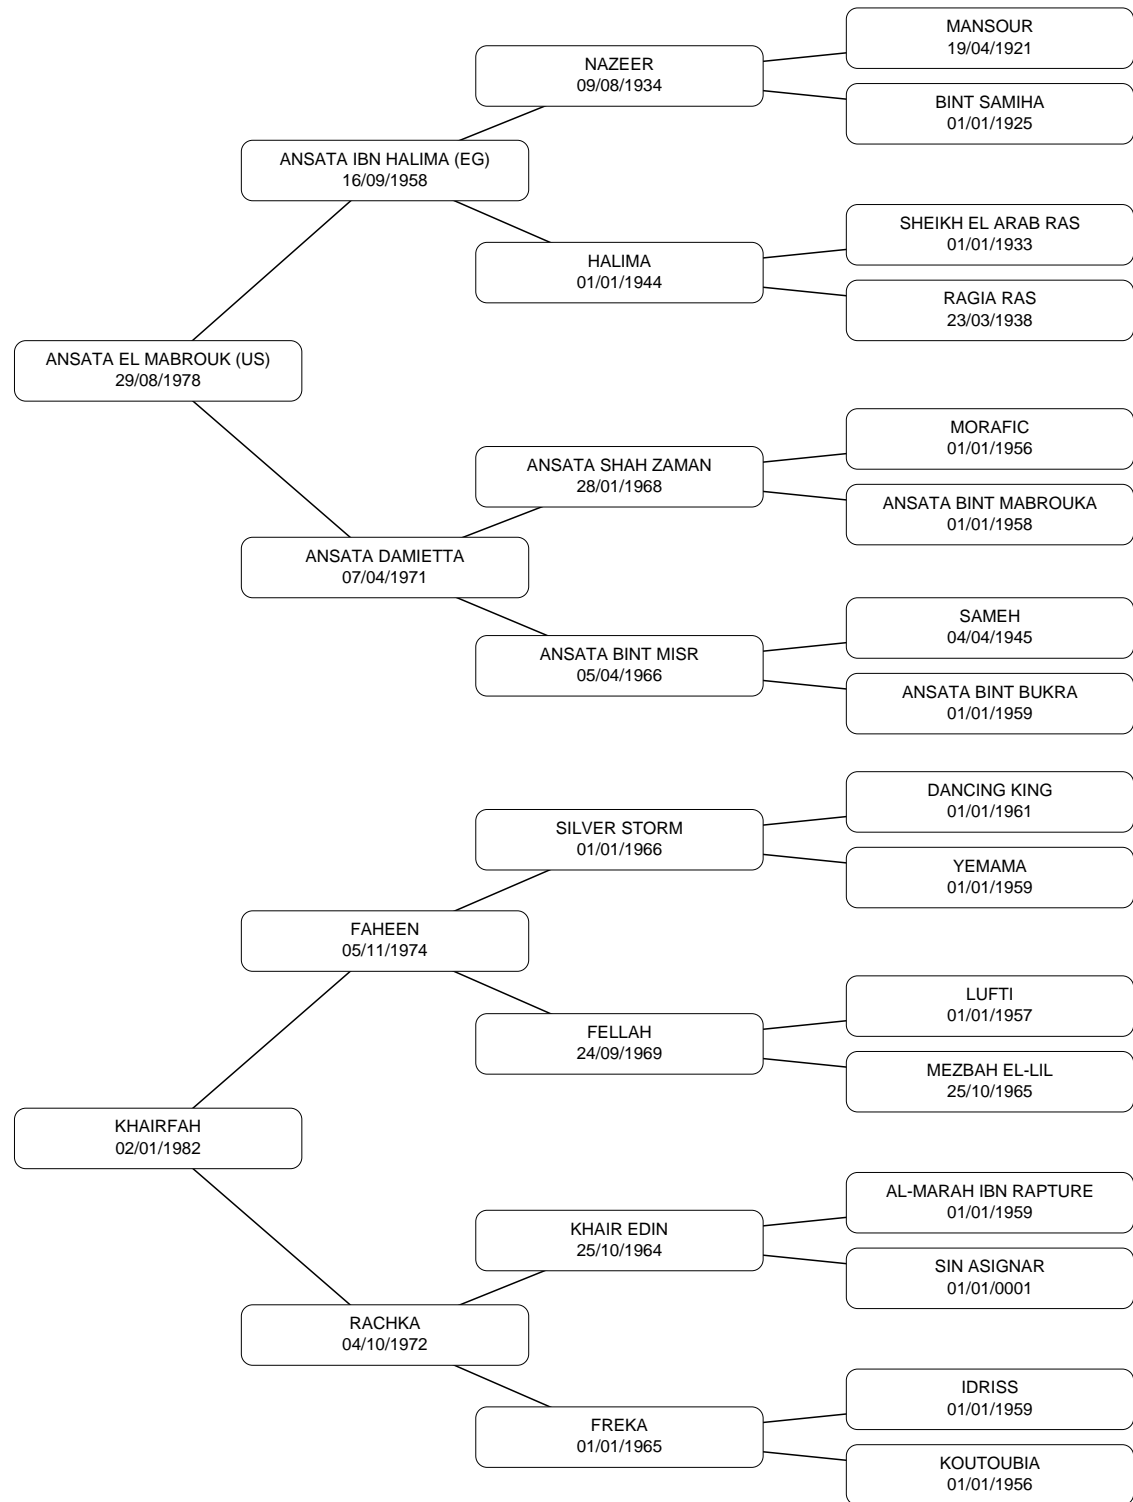 MANSOUR
19/04/1921
NAZEER
09/08/1934
BINT SAMIHA
01/01/1925
ANSATA IBN HALIMA (EG)
16/09/1958
SHEIKH EL ARAB RAS
01/01/1933
HALIMA
01/01/1944
RAGIA RAS
23/03/1938
ANSATA EL MABROUK (US)
29/08/1978
MORAFIC
01/01/1956
ANSATA SHAH ZAMAN
28/01/1968
ANSATA BINT MABROUKA
01/01/1958
ANSATA DAMIETTA
07/04/1971
SAMEH
04/04/1945
ANSATA BINT MISR
05/04/1966
ANSATA BINT BUKRA
01/01/1959
DANCING KING
01/01/1961
SILVER STORM
01/01/1966
YEMAMA
01/01/1959
FAHEEN
05/11/1974
LUFTI
01/01/1957
FELLAH
24/09/1969
MEZBAH EL-LIL
25/10/1965
KHAIRFAH
02/01/1982
AL-MARAH IBN RAPTURE
01/01/1959
KHAIR EDIN
25/10/1964
SIN ASIGNAR
01/01/0001
RACHKA
04/10/1972
IDRISS
01/01/1959
FREKA
01/01/1965
KOUTOUBIA
01/01/1956